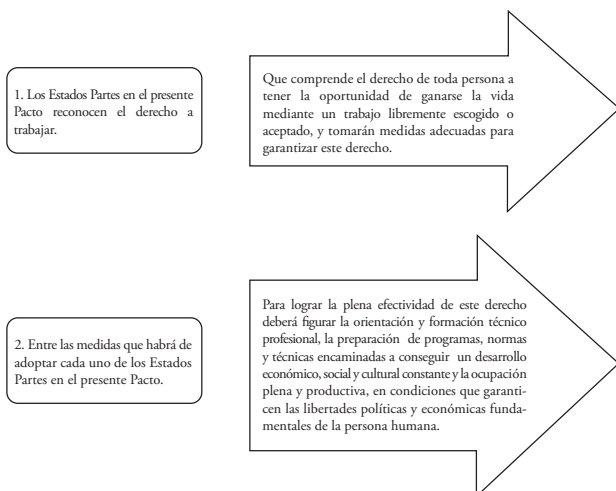 1. Los Estados Partes en el presente
Pacto reconocen el derecho a
trabajar.
Que comprende el derecho de toda persona a
tener la oportunidad de ganarse la vida
mediante un trabajo libremente escogido o
aceptado, y tomarán medidas adecuadas para
garantizar este derecho.
2. Entre las medidas que habrá de
adoptar cada uno de los Estados
Partes en el presente Pacto.
Para lograr la plena efectividad de este derecho
deberá figurar la orientación y formación técnico
profesional, la preparación de programas, normas
y técnicas encaminadas a conseguir un desarrollo
económico, social y cultural constante y la ocupación
plena y productiva, en condiciones que garanti-
cen las libertades políticas y económicas funda-
mentales de la persona humana.